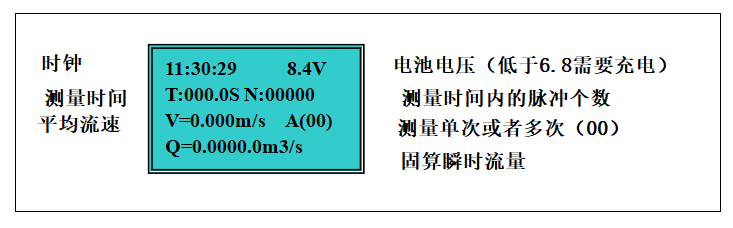 时钟
测量时间
平均流速
11:30:29 8.4V
T:000.0S N:00000
V=0.000m/s A(00)
Q=0.0000.0m3/s
电池电压（低于6.8需要充电）
测量时间内的脉冲个数
测量单次或者多次（00）
固算瞬时流量